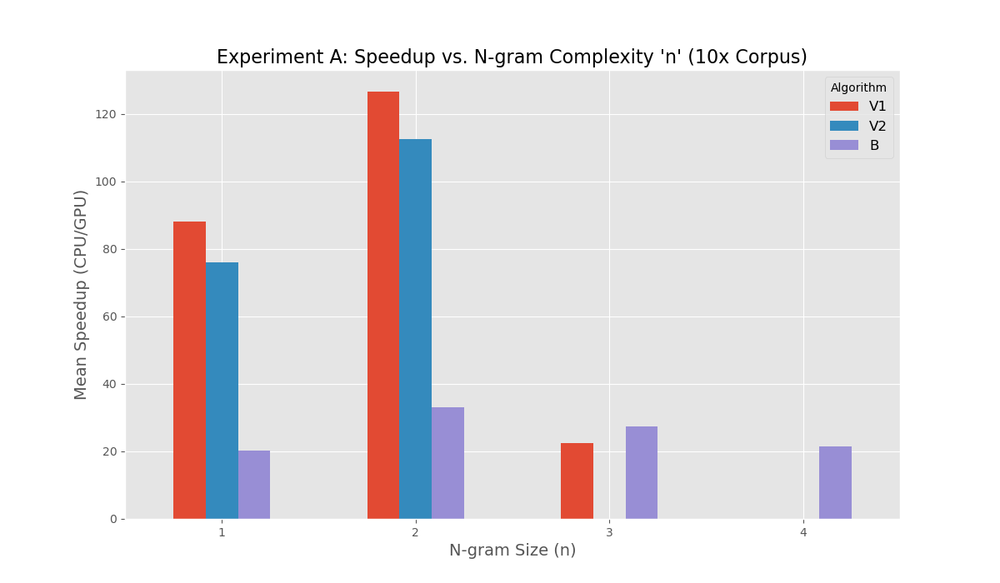 Experiment A: Speedup vs. N-gram Complexity 'n' (10x Corpus)
Algorithm
V1
V2
B
Mean Speedup (CPU/GPU)
120
100
80
60
40
20
0
1 2 3 4
N-gram Size (n)